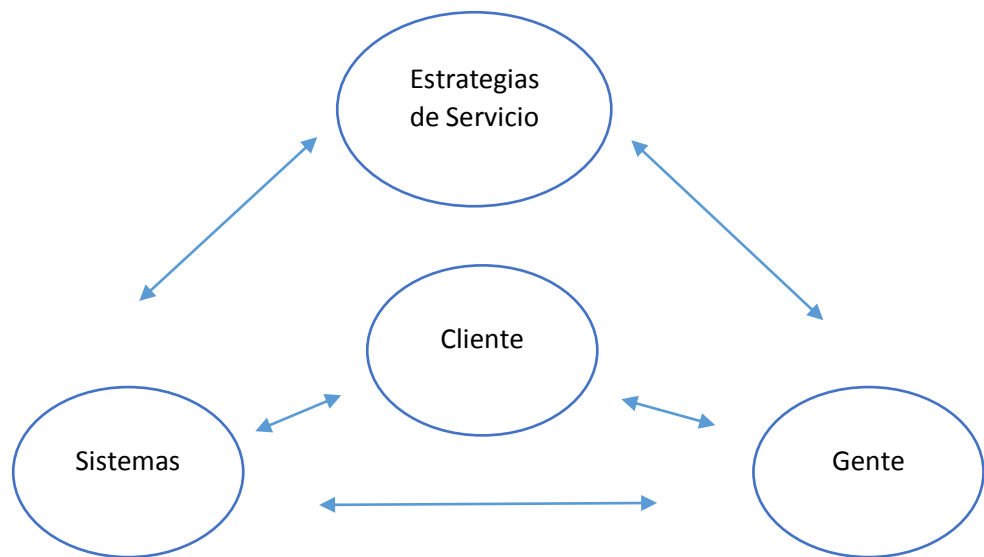 Estrategias
de Servicio
Cliente
Sistemas
Gente